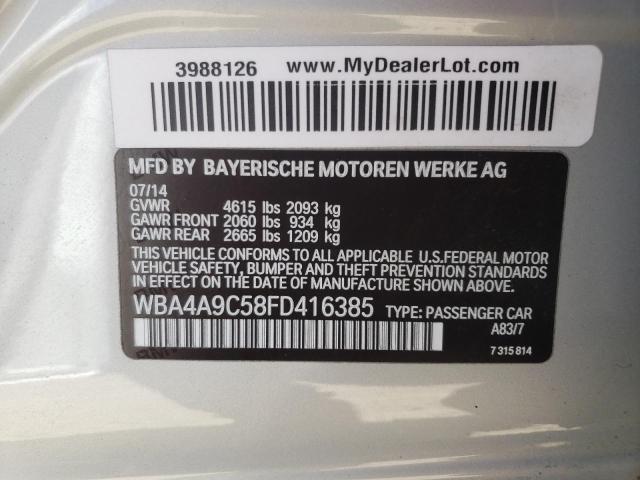 3988126 www.MyDealerLot.com
MFD BY BAYERISCHE MOTOREN WERKE AG
07/14
GVWR 4615 lbs 2093 kg
GAWR FRONT 2060 lbs 934 kg
GAWR REAR 2665 lbs 1209 kg
THIS VEHICLE CONFORMS TO ALL APPLICABLE U.S.FEDERAL MOTOR
VEHICLE SAFETY, BUMPER AND THEFT PREVENTION STANDARDS
IN EFFECT ON THE DATE OF MANUFACTURE SHOWN ABOVE.
WBA4A9C58FD416385 TYPE: PASSENGER CAR
A83/7
7 315 814